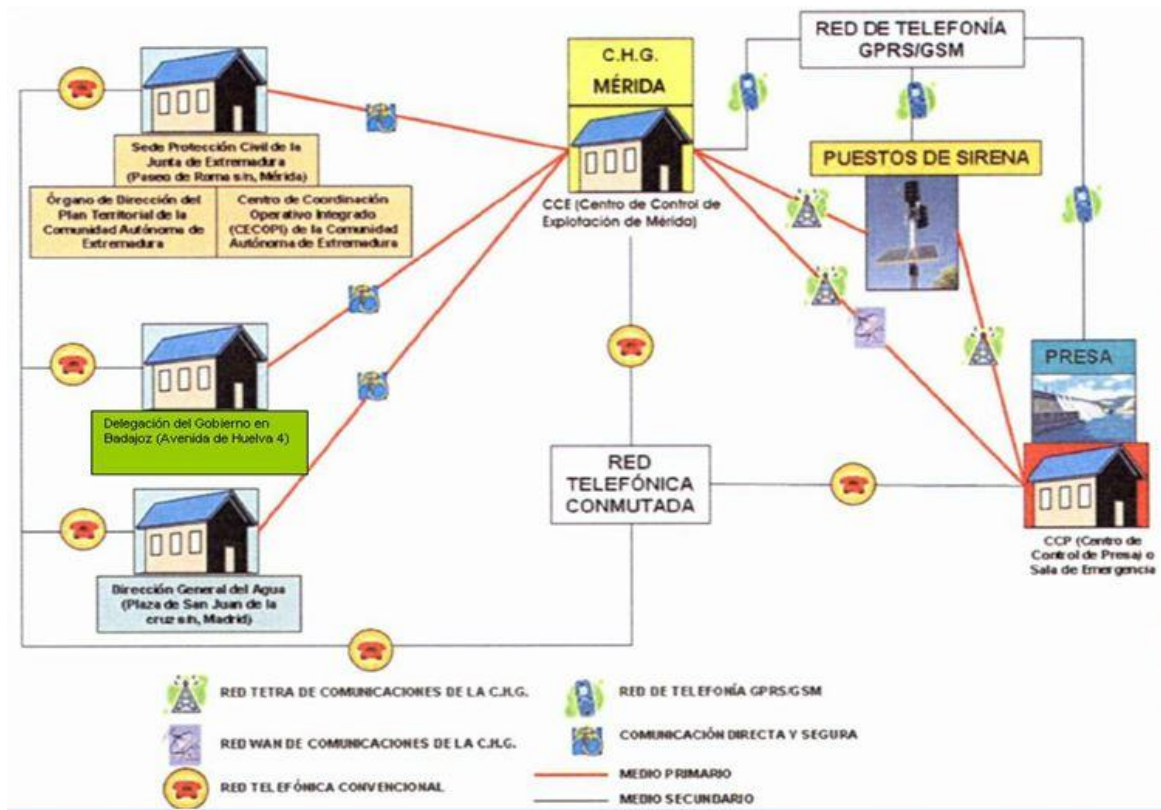 RED DE TELEFONÍA
GPRS/GSM
C.H.G.
MÉRIDA
CCE (Centro de Control de
Explotación de Mérida)
PUESTOS DE SIRENA
Sede Protección Civil de la
Junta de Extremadura
(Paseo de Roma s/n, Mérida)
Órgano de Dirección del
Plan Territorial de la
Comunidad Autónoma de
Extremadura
Centro de Coordinación
Operativo Integrado
(CECOPI) de la Comunidad
Autónoma de Extremadura
Delegación del Gobierno en
Badajoz (Avenida de Huelva 4)
PRESA
CCP (Centro de
Control de Presa) o
Sala de Emergencia
RED
TELEFÓNICA
CONMUTADA
Dirección General del Agua
(Plaza de San Juan de la
cruz s/n, Madrid)
RED TETRA DE COMUNICACIONES DE LA C.H.G.
RED DE TELEFONÍA GPRS/GSM
RED WAN DE COMUNICACIONES DE LA C.H.G.
COMUNICACIÓN DIRECTA Y SEGURA
RED TELEFÓNICA CONVENCIONAL
MEDIO PRIMARIO
MEDIO SECUNDARIO